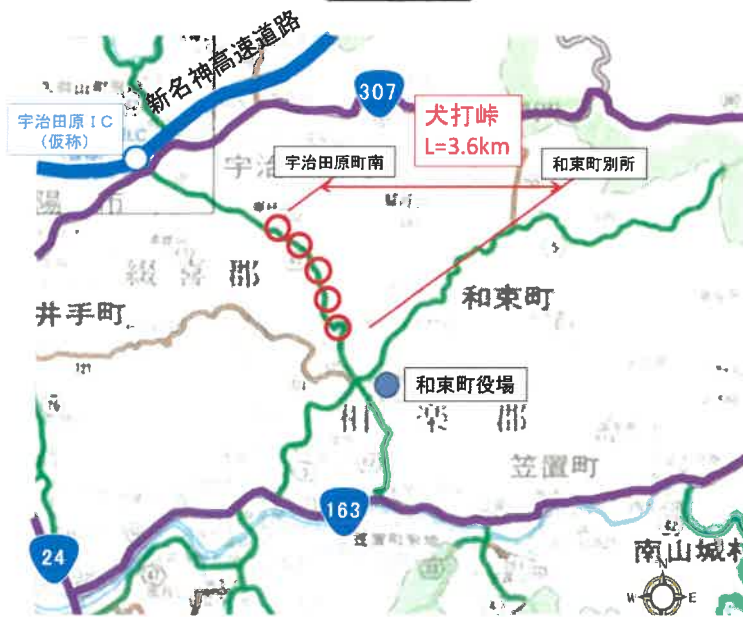 新名神高速道路
307
犬打峠
L=3.6km
宇治田原IC
(仮称)
宇治田原町南
和束町別所
宇治
綴喜郡
井手町
和束町
和束町役場
相楽郡
笠置町
163
24
南山城村
N
W
E